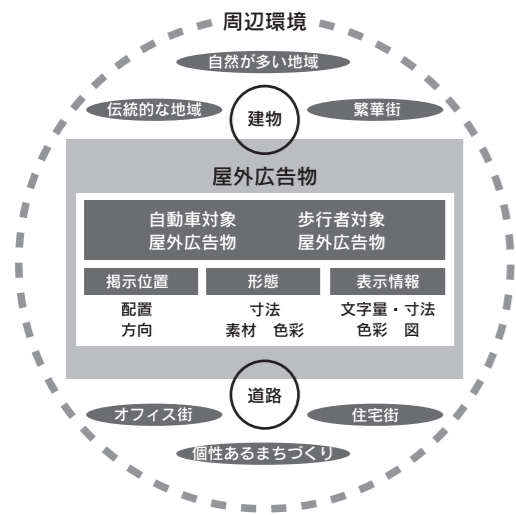 周辺環境
自然が多い地域
伝統的な地域
建物
繁華街
屋外広告物
自動車対象
屋外広告物
歩行者対象
屋外広告物
掲示位置
配置
方向
形態
寸法
素材 色彩
表示情報
文字量・寸法
色彩 図
道路
オフィス街
住宅街
個性あるまちづくり